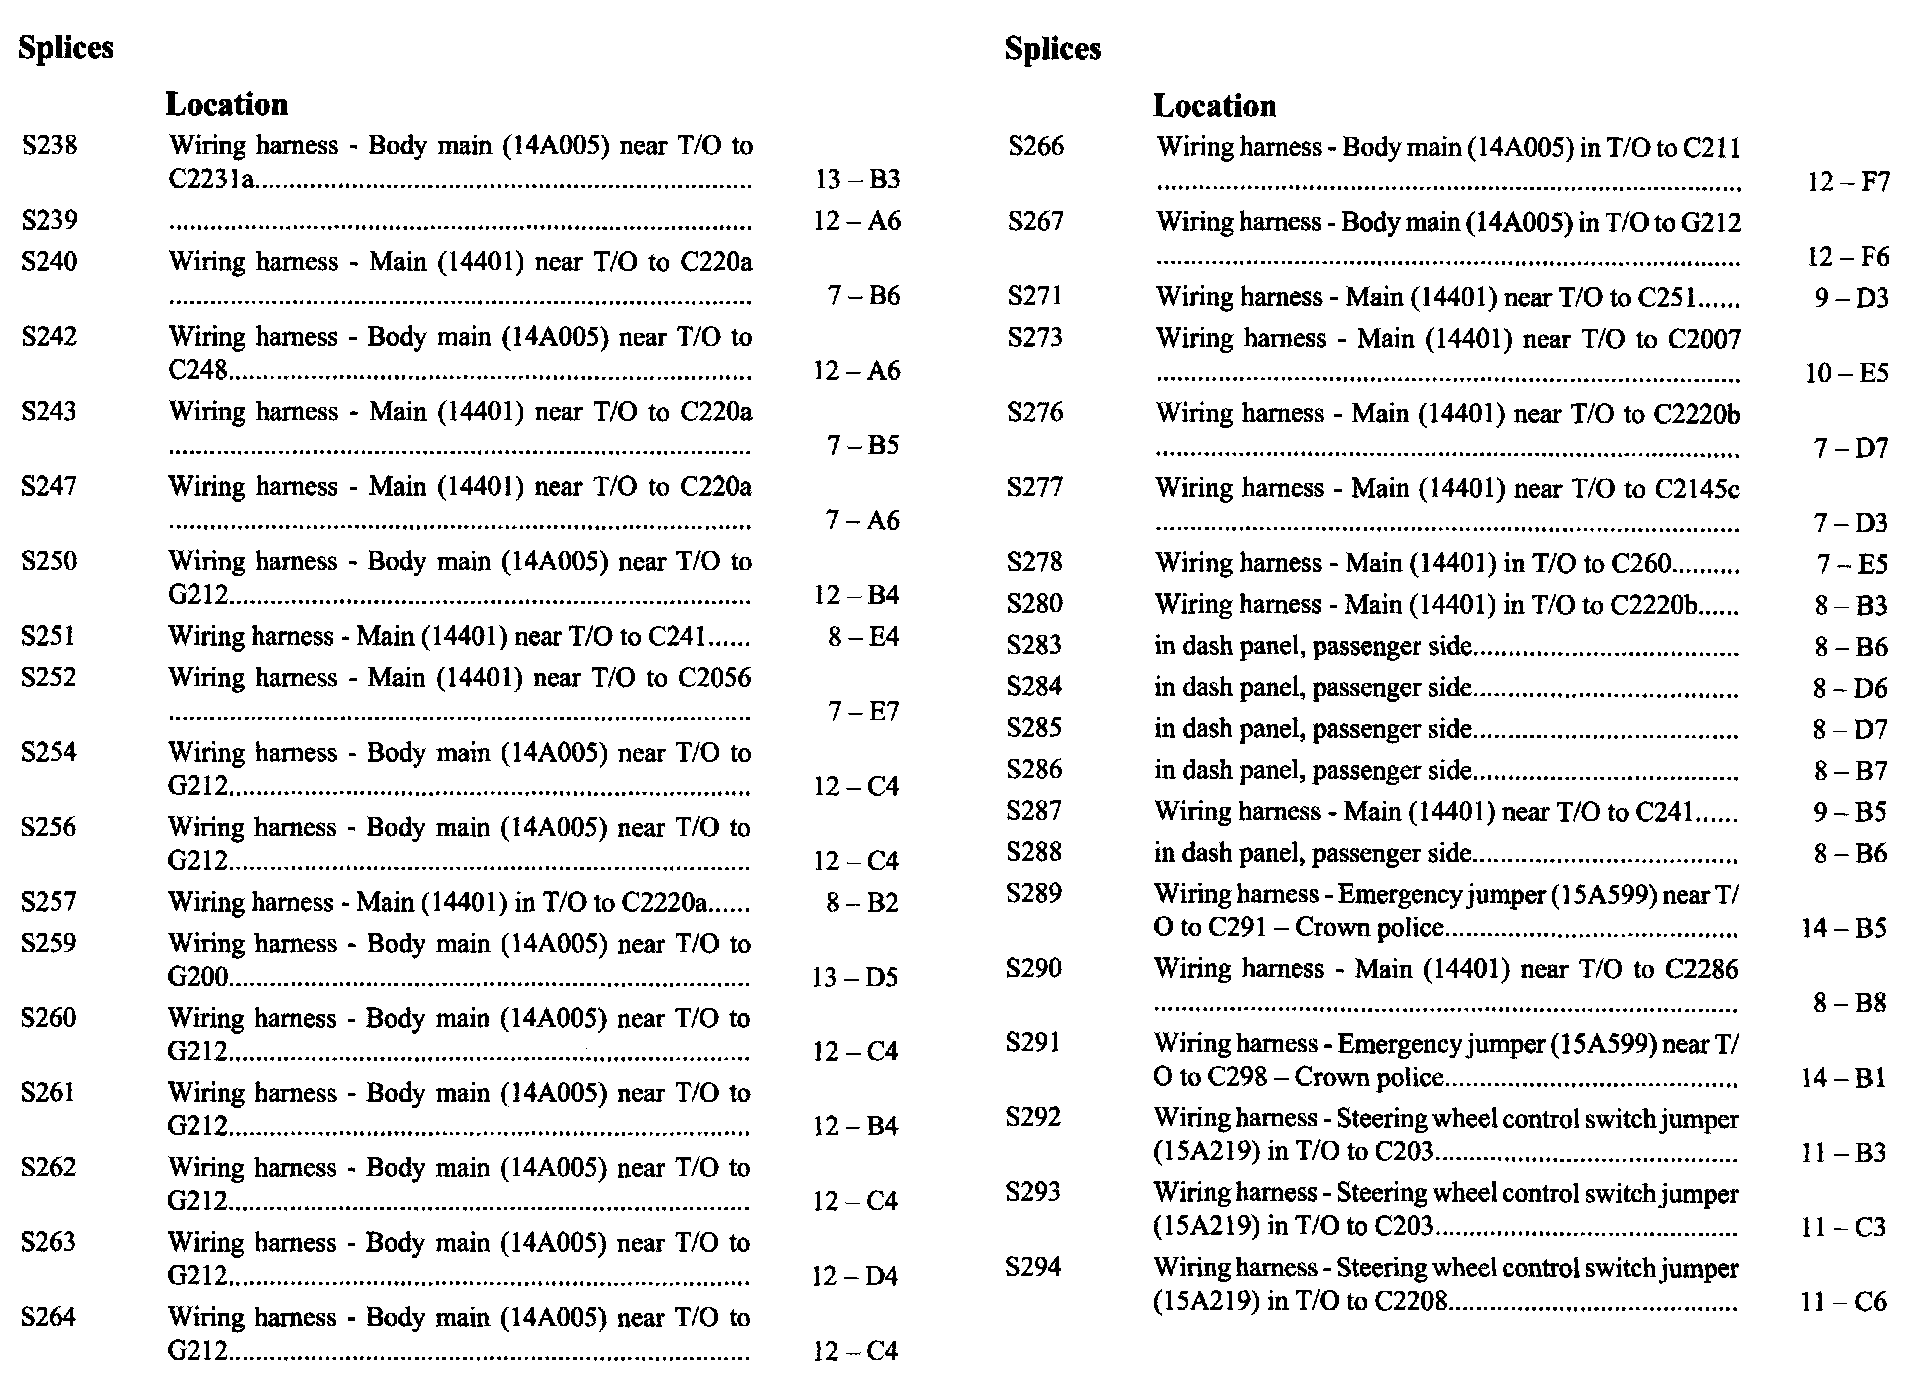 Splices
Location
S238 Wiring harness - Body main (14A005) near T/O to
C2231a.......... 13 – B3
S239 .......... 12 – A6
S240 Wiring harness - Main (14401) near T/O to C220a
.......... 7 – B6
S242 Wiring harness - Body main (14A005) near T/O to
C248.......... 12 – A6
S243 Wiring harness - Main (14401) near T/O to C220a
.......... 7 – B5
S247 Wiring harness - Main (14401) near T/O to C220a
.......... 7 – A6
S250 Wiring harness - Body main (14A005) near T/O to
G212.......... 12 – B4
S251 Wiring harness - Main (14401) near T/O to C241...... 8 – E4
S252 Wiring harness - Main (14401) near T/O to C2056
.......... 7 – E7
S254 Wiring harness - Body main (14A005) near T/O to
G212.......... 12 – C4
S256 Wiring harness - Body main (14A005) near T/O to
G212.......... 12 – C4
S257 Wiring harness - Main (14401) in T/O to C2220a...... 8 – B2
S259 Wiring harness - Body main (14A005) near T/O to
G200.......... 13 – D5
S260 Wiring harness - Body main (14A005) near T/O to
G212.......... 12 – C4
S261 Wiring harness - Body main (14A005) near T/O to
G212.......... 12 – B4
S262 Wiring harness - Body main (14A005) near T/O to
G212.......... 12 – C4
S263 Wiring harness - Body main (14A005) near T/O to
G212.......... 12 – D4
S264 Wiring harness - Body main (14A005) near T/O to
G212.......... 12 – C4
Splices
Location
S266 Wiring harness - Body main (14A005) in T/O to C211
.......... 12 – F7
S267 Wiring harness - Body main (14A005) in T/O to G212
.......... 12 – F6
S271 Wiring harness - Main (14401) near T/O to C251...... 9 – D3
S273 Wiring harness - Main (14401) near T/O to C2007
.......... 10 – E5
S276 Wiring harness - Main (14401) near T/O to C2220b
.......... 7 – D7
S277 Wiring harness - Main (14401) near T/O to C2145c
.......... 7 – D3
S278 Wiring harness - Main (14401) in T/O to C260.......... 7 – E5
S280 Wiring harness - Main (14401) in T/O to C2220b...... 8 – B3
S283 in dash panel, passenger side.......... 8 – B6
S284 in dash panel, passenger side.......... 8 – D6
S285 in dash panel, passenger side.......... 8 – D7
S286 in dash panel, passenger side.......... 8 – B7
S287 Wiring harness - Main (14401) near T/O to C241...... 9 – B5
S288 in dash panel, passenger side.......... 8 – B6
S289 Wiring harness - Emergency jumper (15A599) near T/
O to C291 – Crown police.......... 14 – B5
S290 Wiring harness - Main (14401) near T/O to C2286
.......... 8 – B8
S291 Wiring harness - Emergency jumper (15A599) near T/
O to C298 – Crown police.......... 14 – B1
S292 Wiring harness - Steering wheel control switch jumper
(15A219) in T/O to C203.......... 11 – B3
S293 Wiring harness - Steering wheel control switch jumper
(15A219) in T/O to C203.......... 11 – C3
S294 Wiring harness - Steering wheel control switch jumper
(15A219) in T/O to C2208.......... 11 – C6